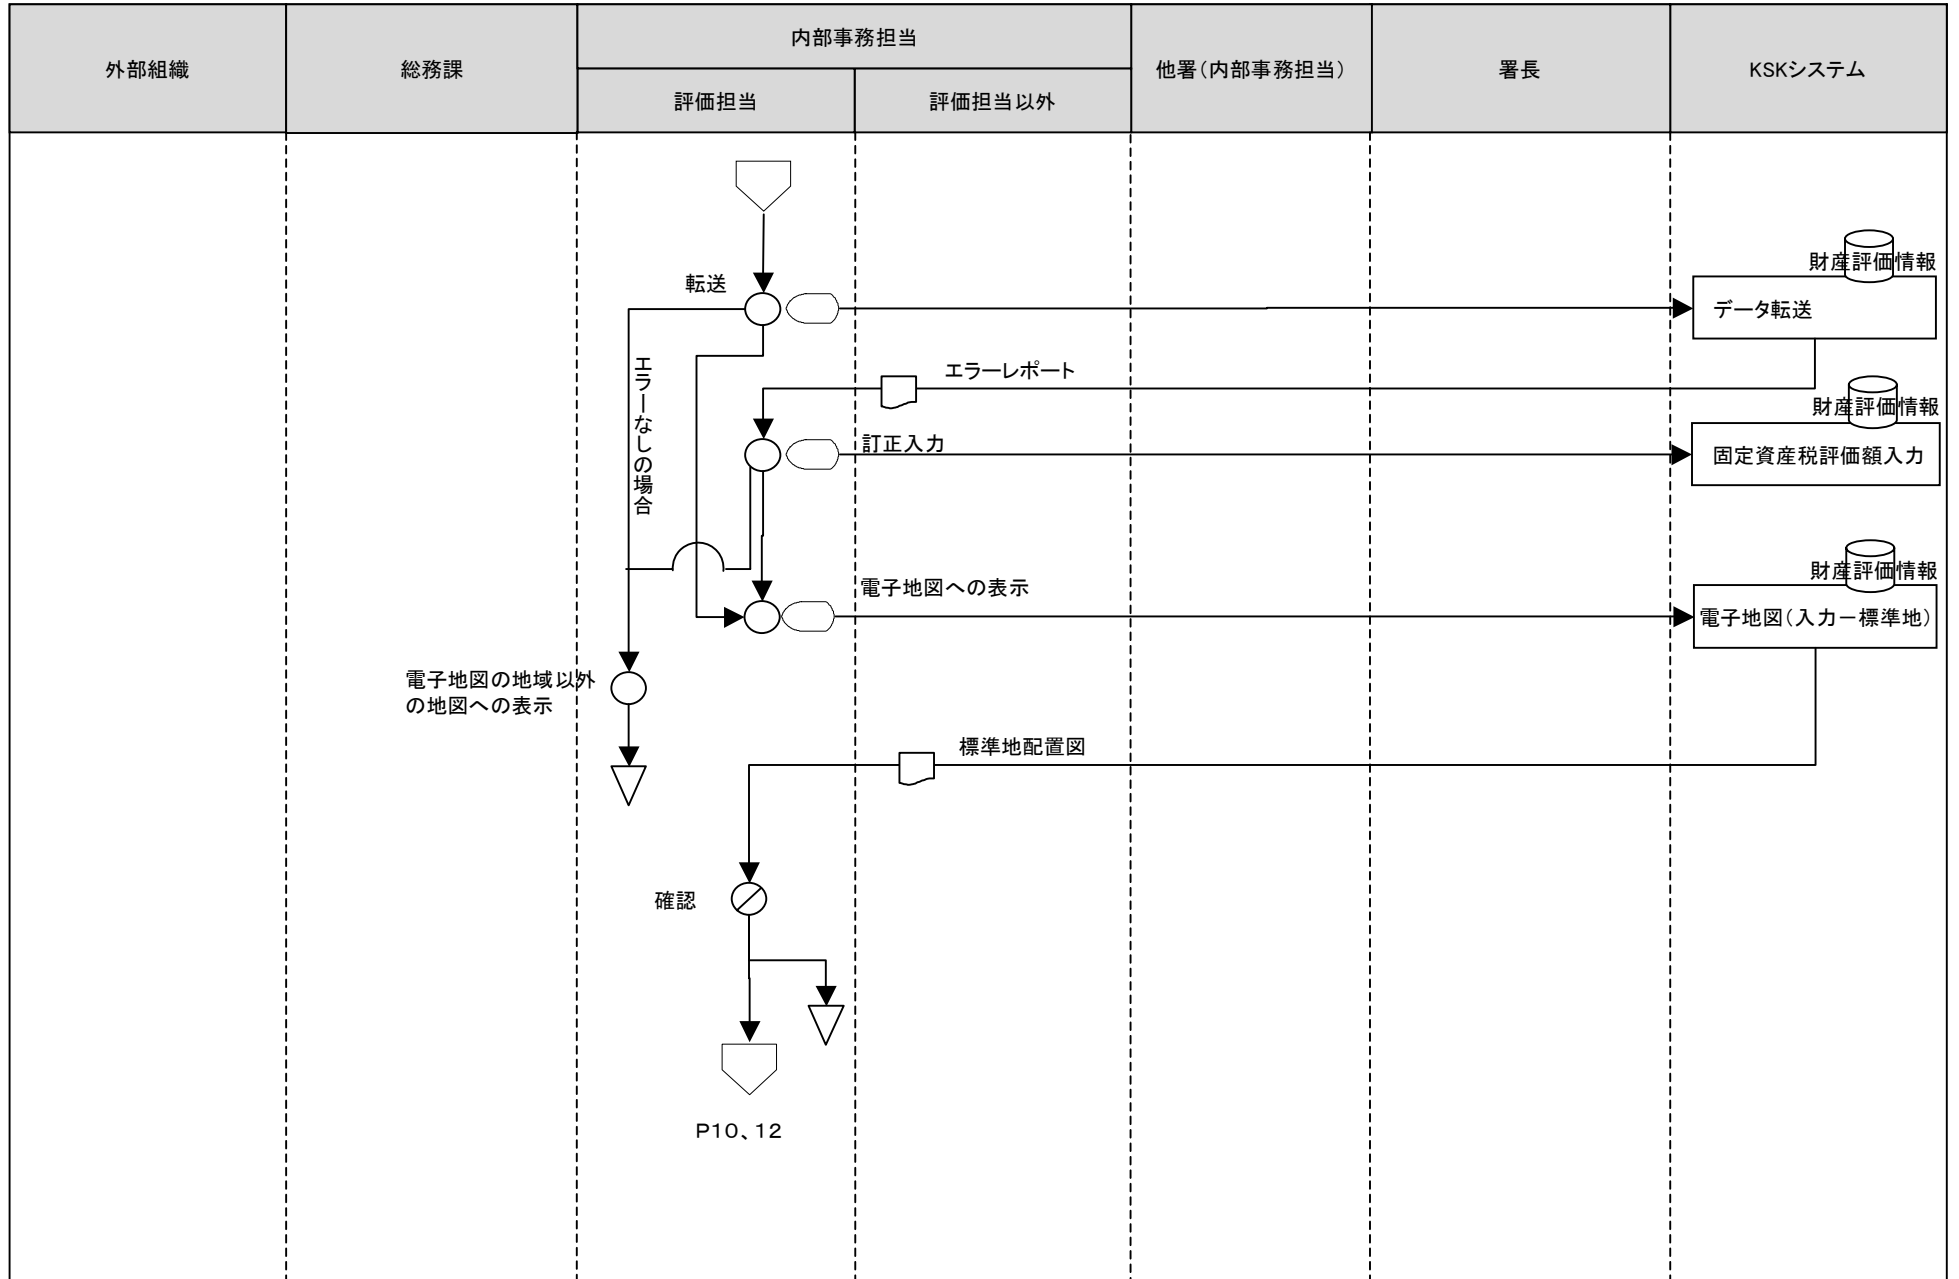 外部組織
総務課
内部事務担当
評価担当
評価担当以外
他署(内部事務担当)
署長
KSKシステム
財産評価情報
転送
データ転送
エラーなしの場合
エラーレポート
財産評価情報
訂正入力
固定資産税評価額入力
財産評価情報
電子地図への表示
電子地図(入力－標準地)
電子地図の地域以外
の地図への表示
標準地配置図
確認
P10、12